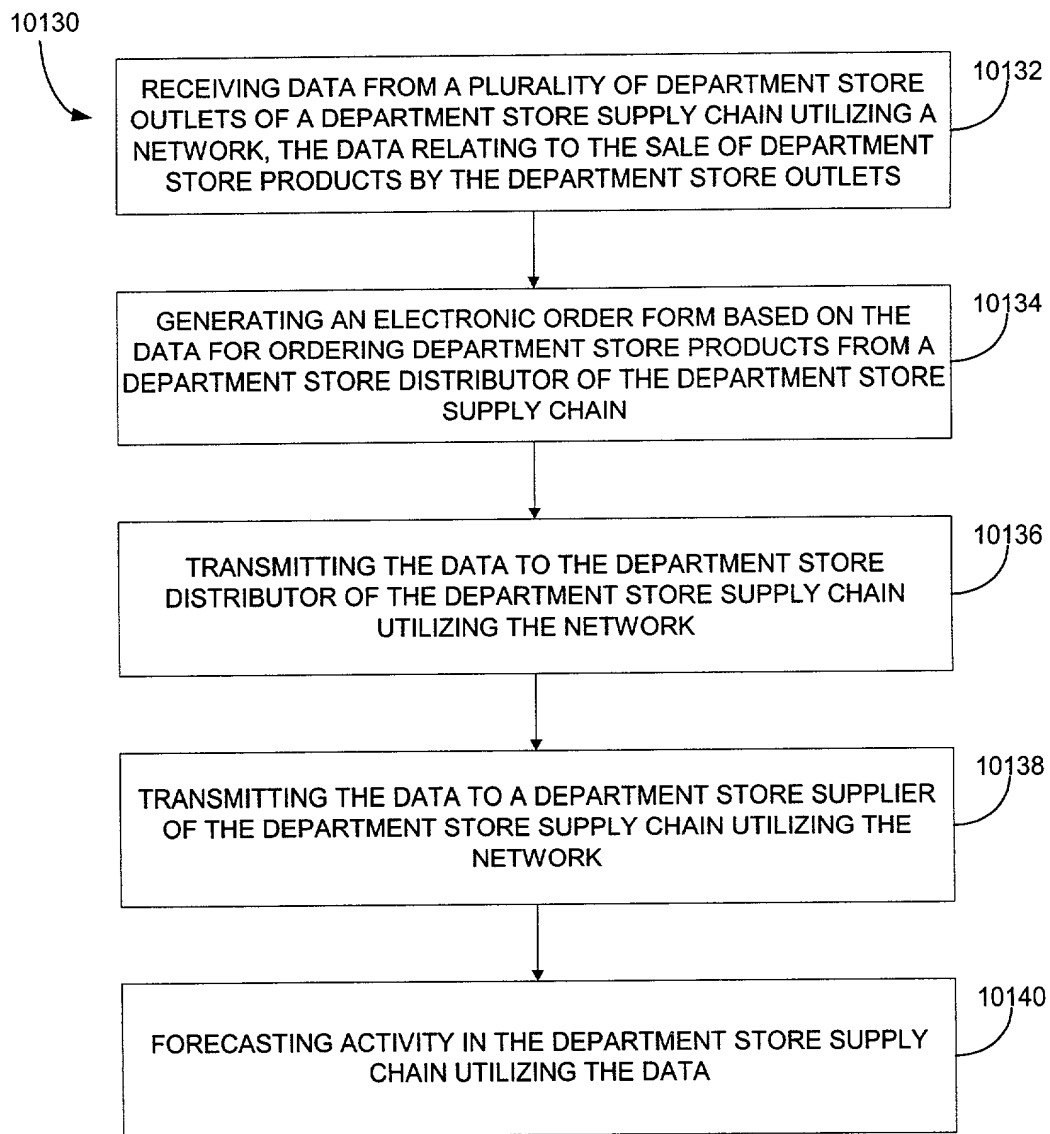 10130
RECEIVING DATA FROM A PLURALITY OF DEPARTMENT STORE
OUTLETS OF A DEPARTMENT STORE SUPPLY CHAIN UTILIZING A
NETWORK, THE DATA RELATING TO THE SALE OF DEPARTMENT
STORE PRODUCTS BY THE DEPARTMENT STORE OUTLETS
10132
GENERATING AN ELECTRONIC ORDER FORM BASED ON THE
DATA FOR ORDERING DEPARTMENT STORE PRODUCTS FROM A
DEPARTMENT STORE DISTRIBUTOR OF THE DEPARTMENT STORE
SUPPLY CHAIN
10134
TRANSMITTING THE DATA TO THE DEPARTMENT STORE
DISTRIBUTOR OF THE DEPARTMENT STORE SUPPLY CHAIN
UTILIZING THE NETWORK
10136
TRANSMITTING THE DATA TO A DEPARTMENT STORE SUPPLIER
OF THE DEPARTMENT STORE SUPPLY CHAIN UTILIZING THE
NETWORK
10138
FORECASTING ACTIVITY IN THE DEPARTMENT STORE SUPPLY
CHAIN UTILIZING THE DATA
10140